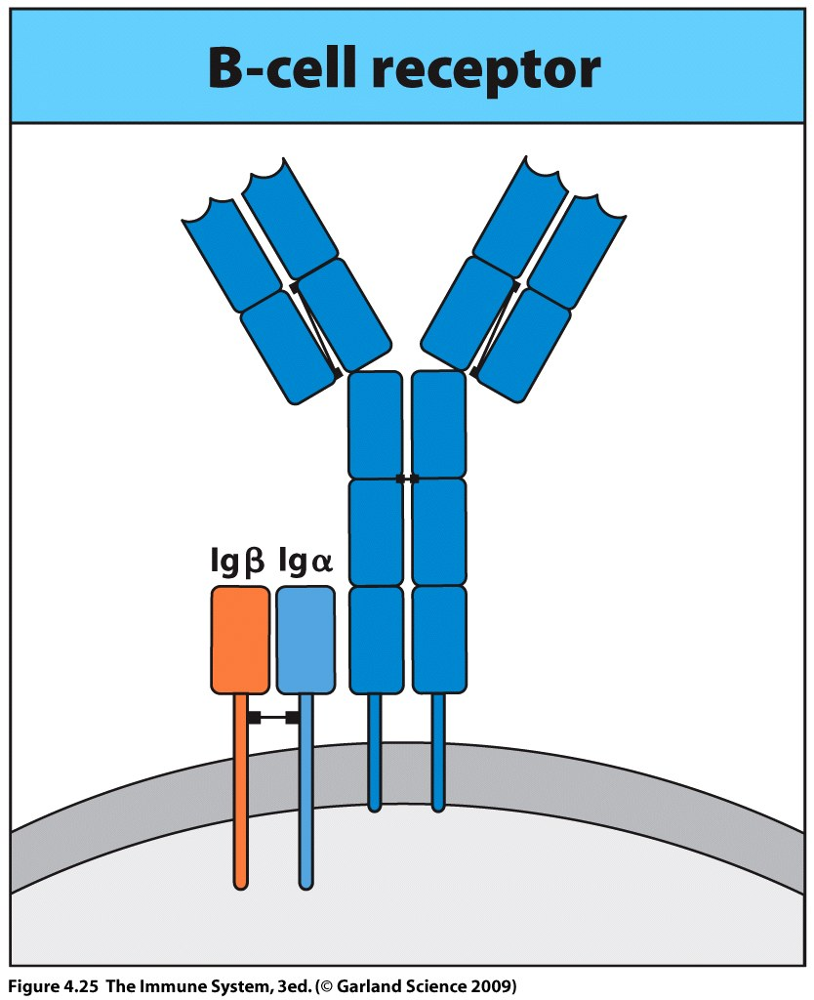 B-cell receptor
Igβ Igα
Figure 4.25 The Immune System, 3ed. (© Garland Science 2009)